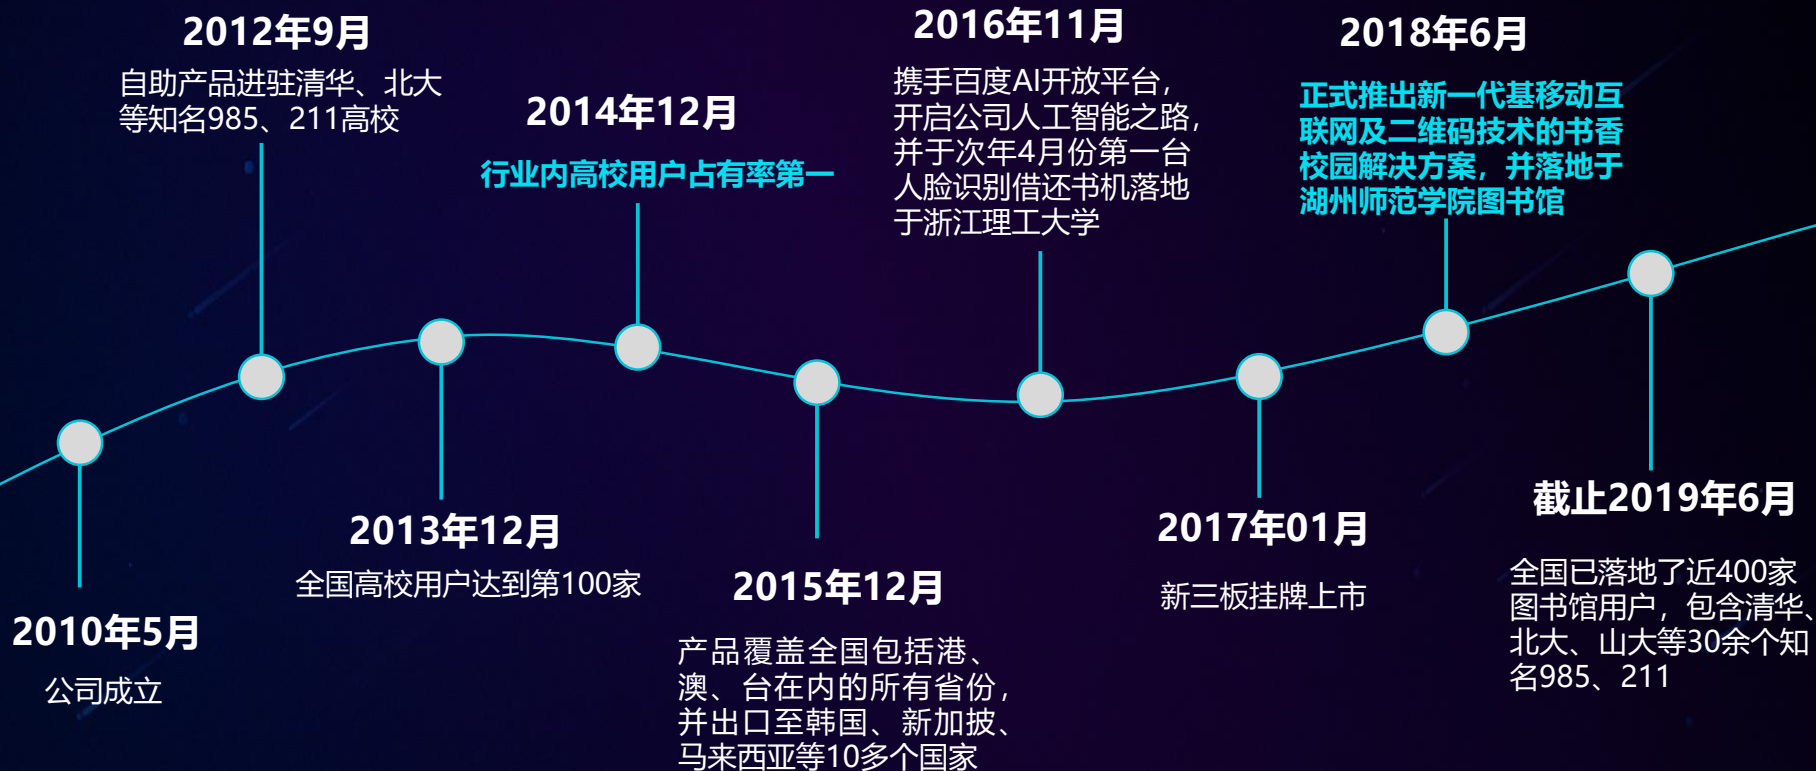 2012年9月
自助产品进驻清华、北大
等知名985、211高校
2014年12月
行业内高校用户占有率第一
2016年11月
携手百度AI开放平台，
开启公司人工智能之路，
并于次年4月份第一台
人脸识别借还书机落地
于浙江理工大学
2018年6月
正式推出新一代基移动互
联网及二维码技术的书香
校园解决方案，并落地于
湖州师范学院图书馆
2010年5月
公司成立
2013年12月
全国高校用户达到第100家
2015年12月
产品覆盖全国包括港、
澳、台在内的所有省份，
并出口至韩国、新加披、
马来西亚等10多个国家
2017年01月
新三板挂牌上市
截止2019年6月
全国已落地了近400家
图书馆用户，包含清华、
北大、山大等30余个知
名985、211